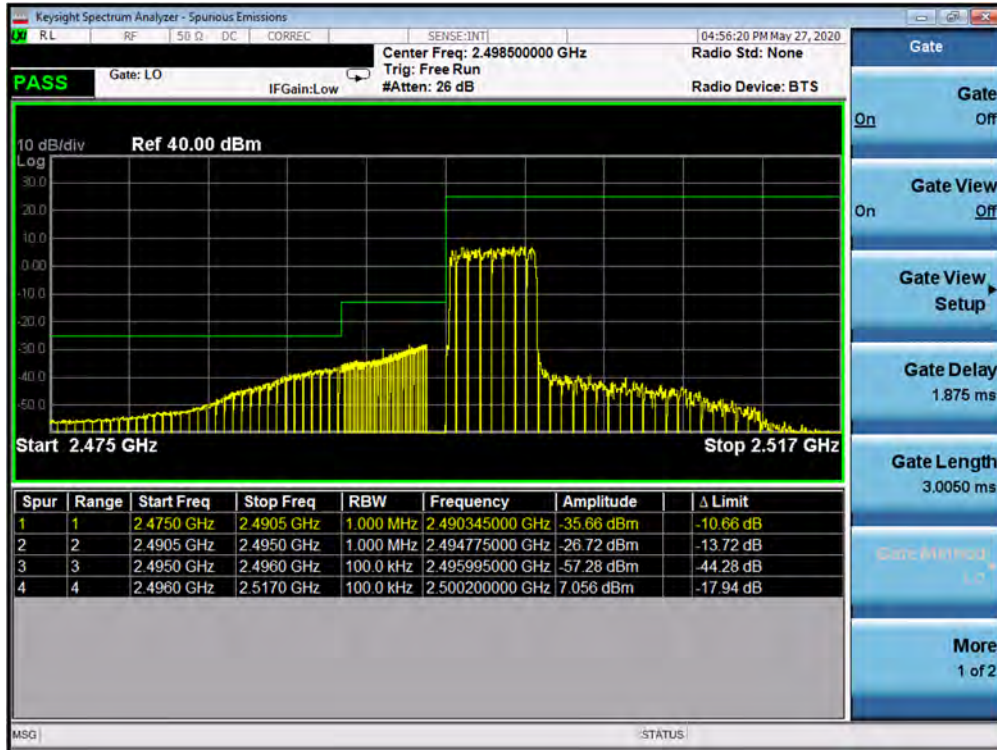 Keysight Spectrum Analyzer - Spurious Emissions
LXI RL RF 50 Ω DC CORREC SENSE:INT 04:56:20 PM May 27, 2020
Center Freq: 2.498500000 GHz Radio Std: None
PASS Gate: LO Trig: Free Run
IFGain:Low #Atten: 26 dB Radio Device: BTS
10 dB/div Ref 40.00 dBm
Log
30.0
20.0
10.0
0.00
-10.0
-20.0
-30.0
-40.0
-50.0
Start 2.475 GHz Stop 2.517 GHz
Spur Range Start Freq Stop Freq RBW Frequency Amplitude Δ Limit
1 1 2.4750 GHz 2.4905 GHz 1.000 MHz 2.490345000 GHz -35.66 dBm -10.66 dB
2 2 2.4905 GHz 2.4950 GHz 1.000 MHz 2.494775000 GHz -26.72 dBm -13.72 dB
3 3 2.4950 GHz 2.4960 GHz 100.0 kHz 2.495995000 GHz -57.28 dBm -44.28 dB
4 4 2.4960 GHz 2.5170 GHz 100.0 kHz 2.500200000 GHz 7.056 dBm -17.94 dB
MSG STATUS
Gate
Gate
On Off
Gate View
On Off
Gate View
Setup
Gate Delay
1.875 ms
Gate Length
3.0050 ms
Gate Method
LO
More
1 of 2